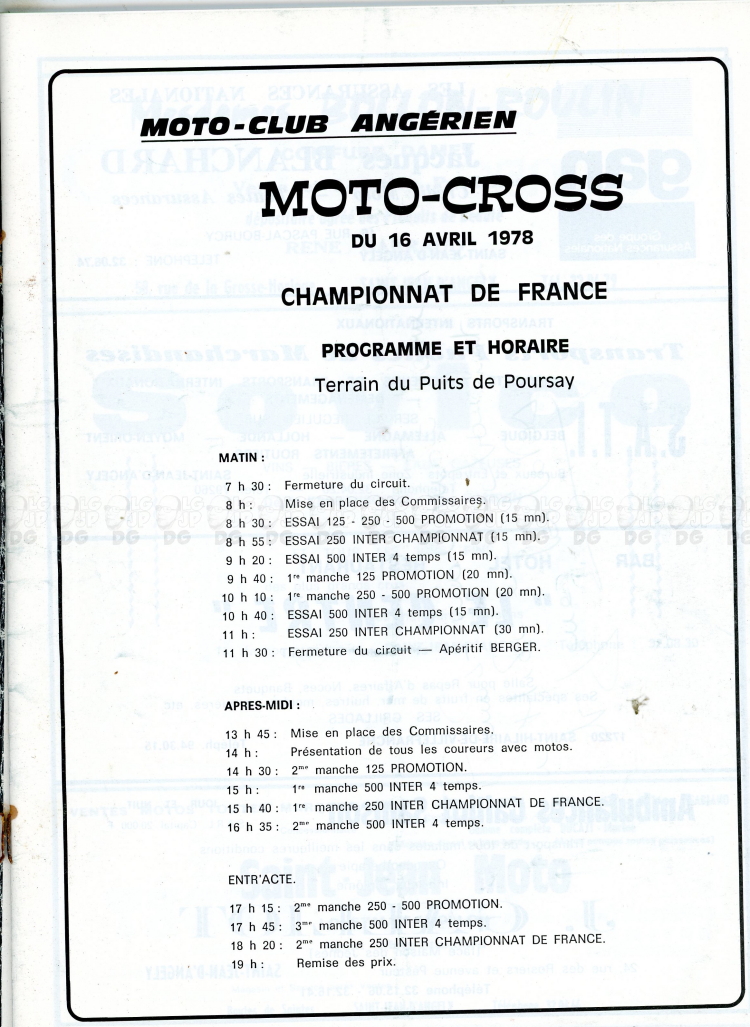 MOTO-CLUB ANGÉRIEN
MOTO-CROSS
DU 16 AVRIL 1978
CHAMPIONNAT DE FRANCE
PROGRAMME ET HORAIRE
Terrain du Puits de Poursay
MATIN :
7 h 30 : Fermeture du circuit.
8 h : Mise en place des Commissaires.
8 h 30 : ESSAI 125 - 250 - 500 PROMOTION (15 mn).
8 h 55 : ESSAI 250 INTER CHAMPIONNAT (15 mn).
9 h 20 : ESSAI 500 INTER 4 temps (15 mn).
9 h 40 : 1re manche 125 PROMOTION (20 mn).
10 h 10 : 1re manche 250 - 500 PROMOTION (20 mn).
10 h 40 : ESSAI 500 INTER 4 temps (15 mn).
11 h : ESSAI 250 INTER CHAMPIONNAT (30 mn).
11 h 30 : Fermeture du circuit — Apéritif BERGER.
APRES-MIDI :
13 h 45 : Mise en place des Commissaires.
14 h : Présentation de tous les coureurs avec motos.
14 h 30 : 2me manche 125 PROMOTION.
15 h : 1re manche 500 INTER 4 temps.
15 h 40 : 1re manche 250 INTER CHAMPIONNAT DE FRANCE.
16 h 35 : 2me manche 500 INTER 4 temps.
ENTR'ACTE.
17 h 15 : 2me manche 250 - 500 PROMOTION.
17 h 45 : 3me manche 500 INTER 4 temps.
18 h 20 : 2me manche 250 INTER CHAMPIONNAT DE FRANCE.
19 h : Remise des prix.